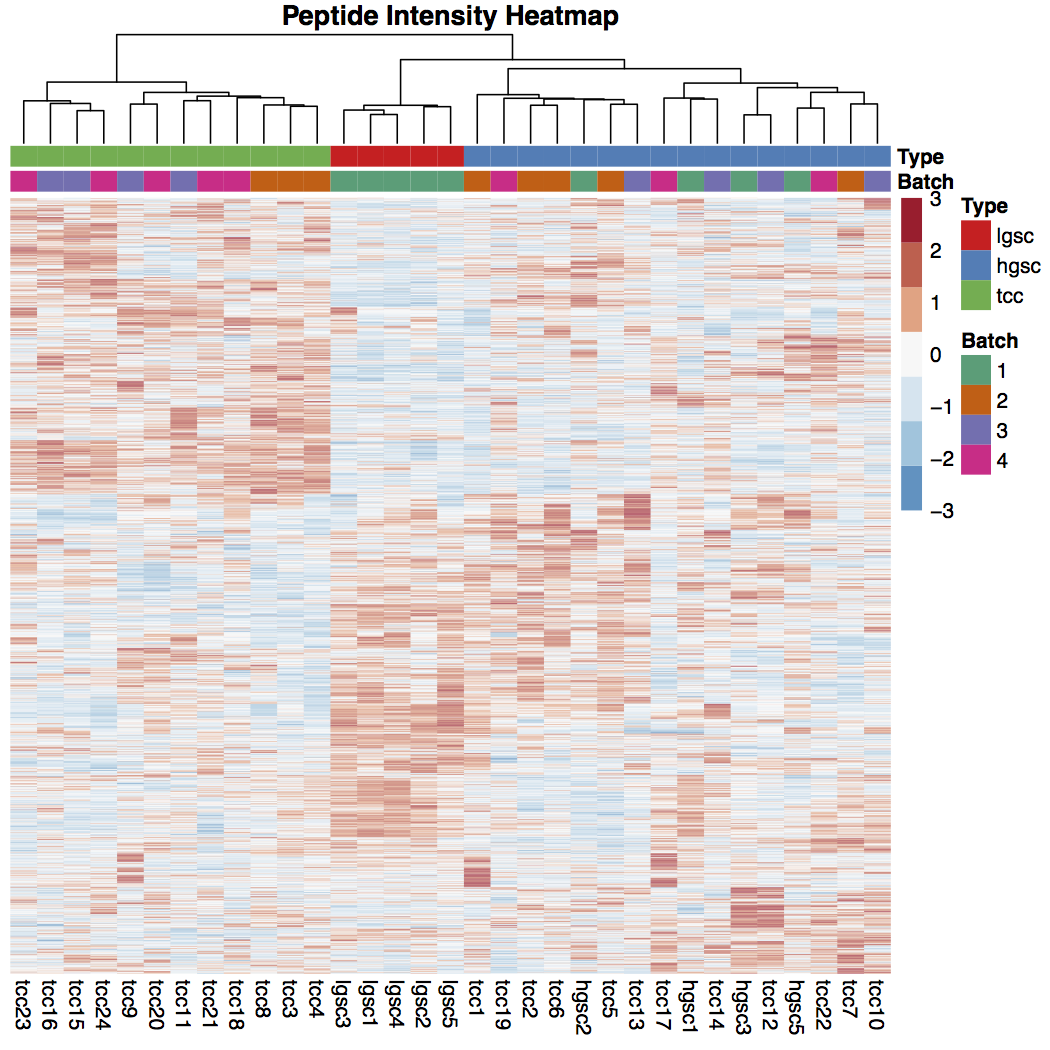 Peptide Intensity Heatmap
Type
Batch
3
2
1
0
−1
−2
−3
Type
lgsc
hgsc
tcc
Batch
1
2
3
4
tcc23
tcc16
tcc15
tcc24
tcc9
tcc20
tcc11
tcc21
tcc18
tcc8
tcc3
tcc4
lgsc3
lgsc1
lgsc4
lgsc2
lgsc5
tcc1
tcc19
tcc2
tcc6
hgsc2
tcc5
tcc13
tcc17
hgsc1
tcc14
hgsc3
tcc12
hgsc5
tcc22
tcc7
tcc10